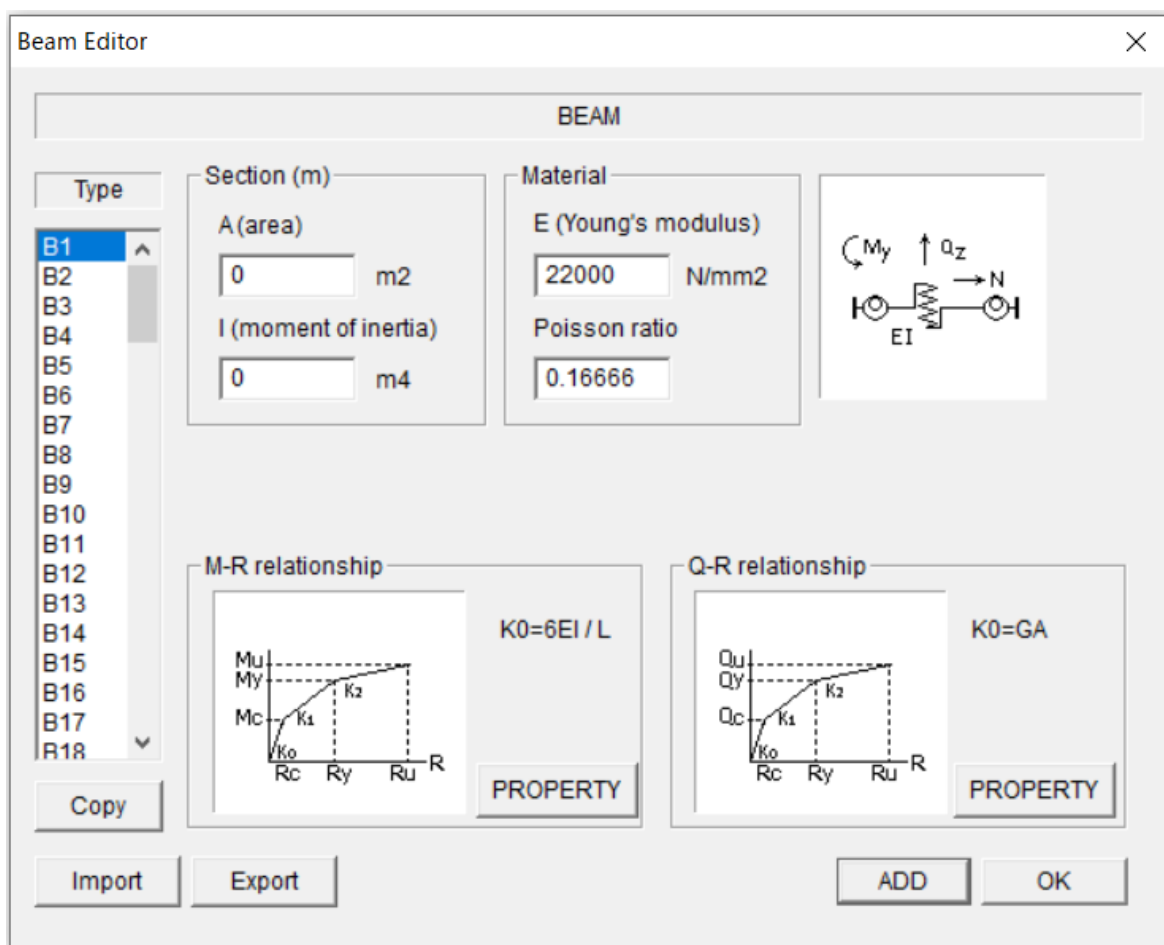 Beam Editor
BEAM
Type
B1
B2
B3
B4
B5
B6
B7
B8
B9
B10
B11
B12
B13
B14
B15
B16
B17
B18
Copy
Import
Export
Section (m)
A (area)
0 m2
I (moment of inertia)
0 m4
Material
E (Young's modulus)
22000 N/mm2
Poisson ratio
0.16666
My Qz
N
EI
M-R relationship
K0=6EI / L
Mu
My
K2
Mc K1
Ko
Rc Ry Ru R
PROPERTY
Q-R relationship
K0=GA
Qu
Qy
K2
Qc K1
Ko
Rc Ry Ru R
PROPERTY
ADD
OK